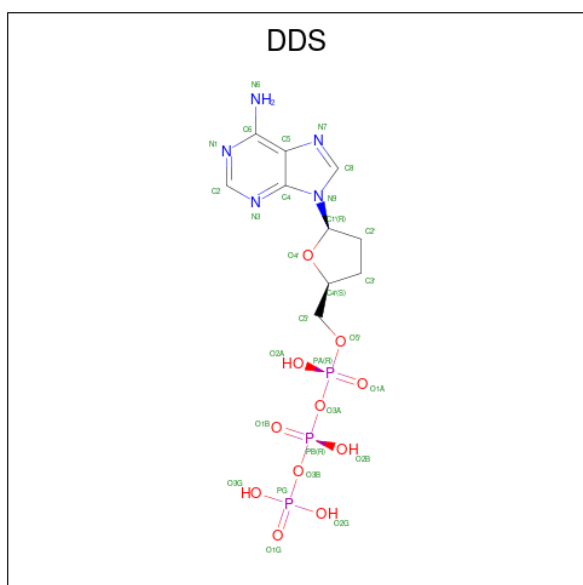 DDS
N6
NH2
C6
N1
N
C5
N7
N
C2
N
N3
C4
C8
N
N9
C1'(R)
C2'
O4'
O
C3'
C4'(S)
C5'
O5'
O
O2A
HO
PA(R)
P
O
O1A
O
O3A
O1B
O
P
PB(R)
OH
O2B
O
O3B
O3G
HO
PG
P
OH
O2G
O
O1G